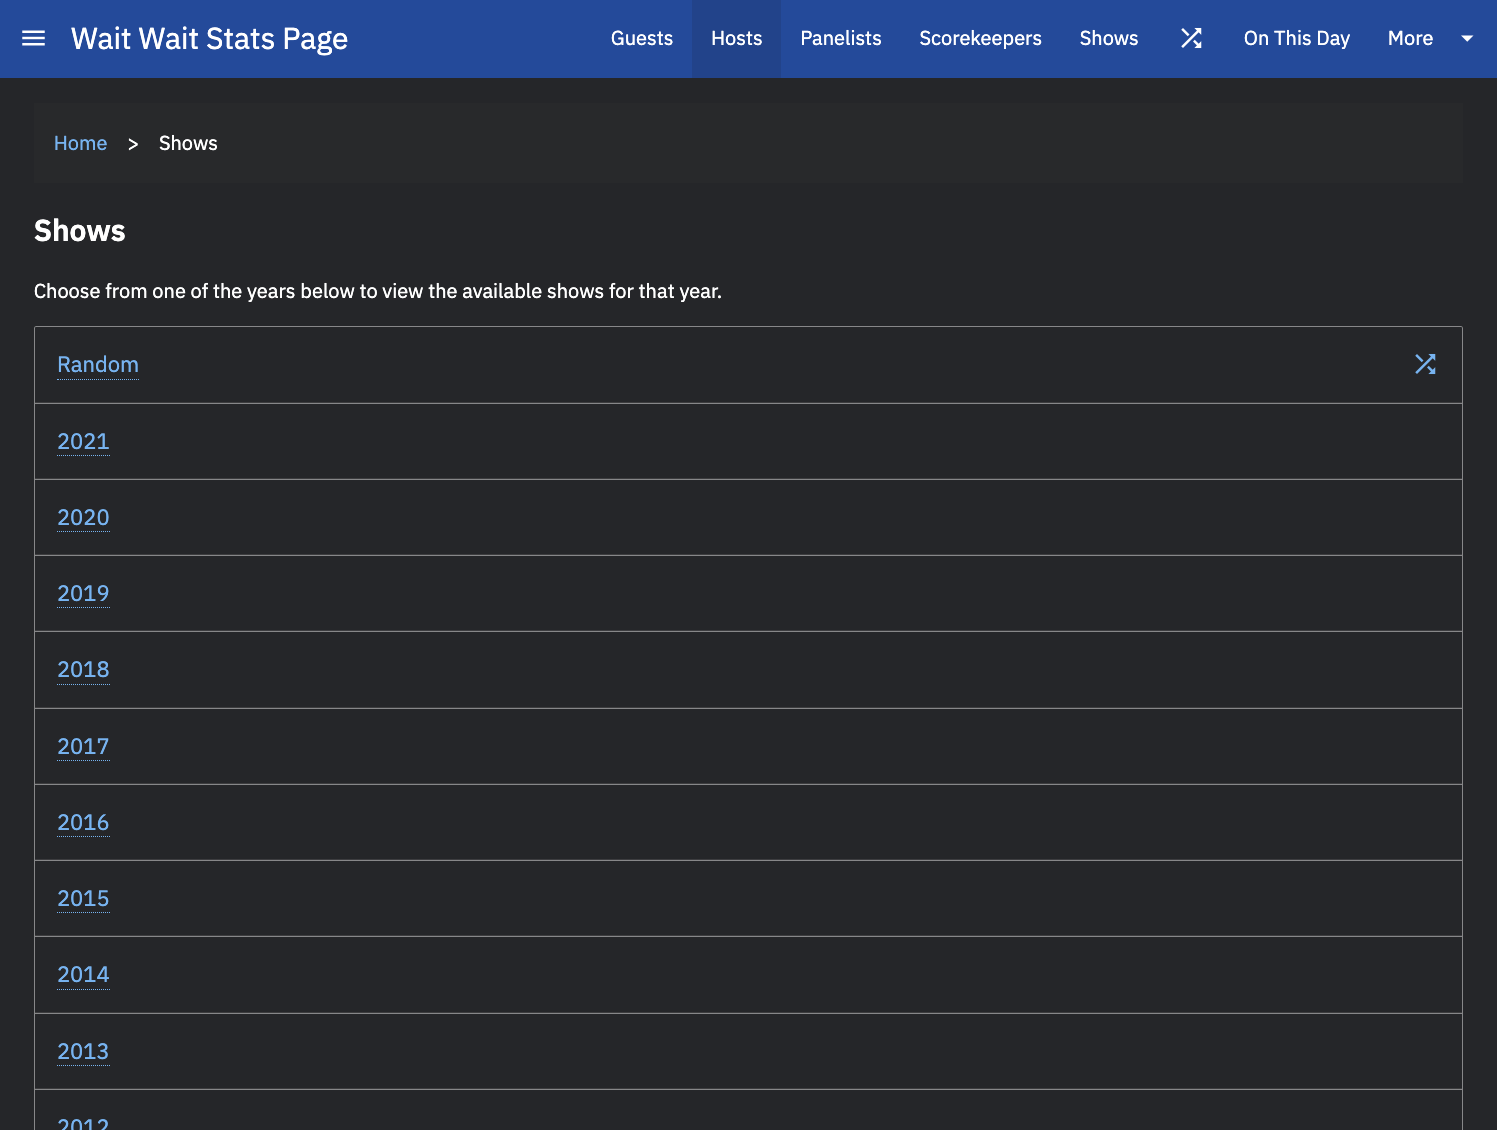 Wait Wait Stats Page Guests Hosts Panelists Scorekeepers Shows On This Day More
Home > Shows
Shows
Choose from one of the years below to view the available shows for that year.
Random
2021
2020
2019
2018
2017
2016
2015
2014
2013
2012